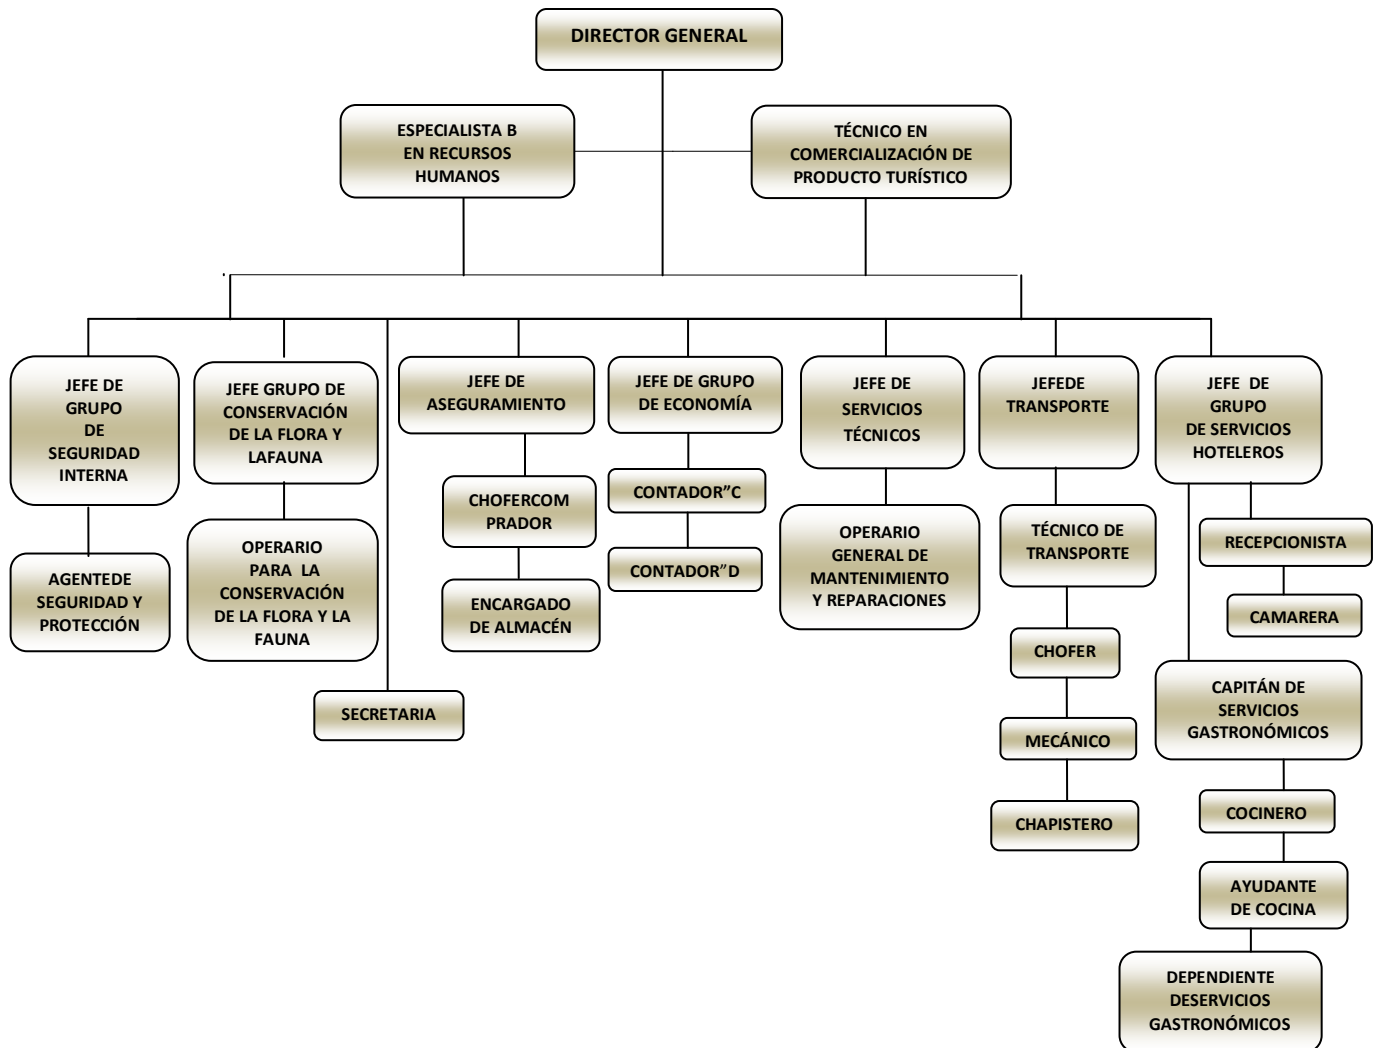 DIRECTOR GENERAL
ESPECIALISTA B
EN RECURSOS
HUMANOS
TÉCNICO EN
COMERCIALIZACIÓN DE
PRODUCTO TURÍSTICO
JEFE DE
GRUPO
DE
SEGURIDAD
INTERNA
JEFE GRUPO DE
CONSERVACIÓN
DE LA FLORA Y
LAFAUNA
JEFE DE
ASEGURAMIENTO
JEFE DE GRUPO
DE ECONOMÍA
JEFE DE
SERVICIOS
TÉCNICOS
JEFEDE
TRANSPORTE
JEFE DE
GRUPO
DE SERVICIOS
HOTELEROS
AGENTEDE
SEGURIDAD Y
PROTECCIÓN
OPERARIO
PARA LA
CONSERVACIÓN
DE LA FLORA Y LA
FAUNA
SECRETARIA
CHOFERCOM
PRADOR
ENCARGADO
DE ALMACÉN
CONTADOR”C
CONTADOR”D
OPERARIO
GENERAL DE
MANTENIMIENTO
Y REPARACIONES
TÉCNICO DE
TRANSPORTE
CHOFER
MECÁNICO
CHAPISTERO
RECEPCIONISTA
CAMARERA
CAPITÁN DE
SERVICIOS
GASTRONÓMICOS
COCINERO
AYUDANTE
DE COCINA
DEPENDIENTE
DESERVICIOS
GASTRONÓMICOS